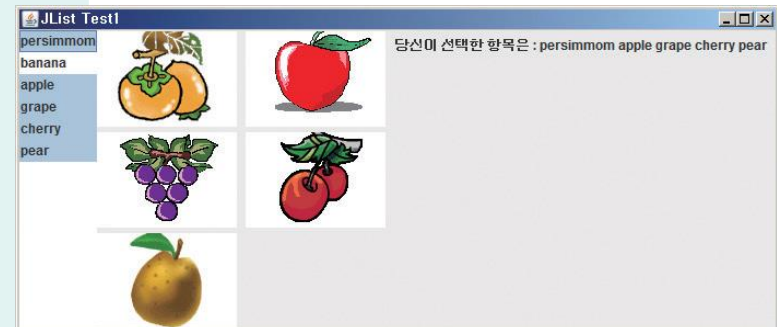 JList Test1
persimmom
banana
apple
grape
cherry
pear
당신이 선택한 항목은 : persimmom apple grape cherry pear